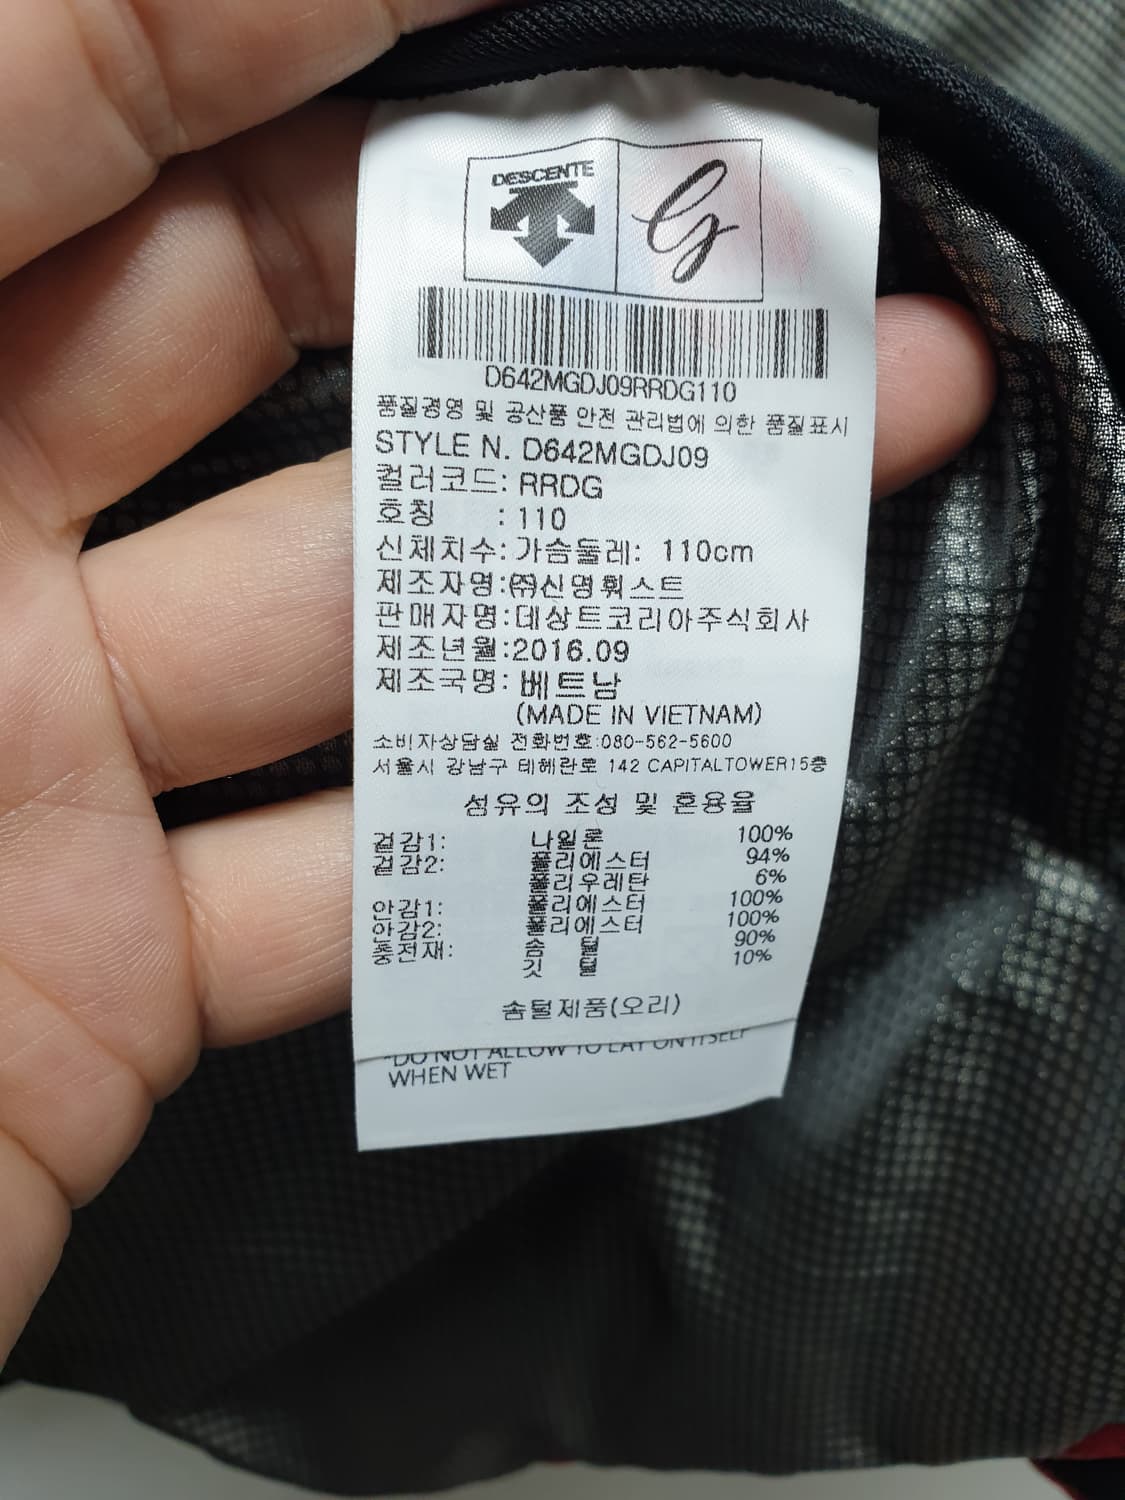 DESCENTE
G
D642MGDJ09RRDG110
품질경영 및 공산품 안전 관리법에 의한 품질표시
STYLE N. D642MGDJ09
컬러코드: RRDG
호칭 : 110
신체치수: 가슴둘레: 110cm
제조자명:㈜신명훠스트
판매자명:데상트코리아주식회사
제조년월:2016.09
제조국명: 베트남
(MADE IN VIETNAM)
소비자상담실 전화번호:080-562-5600
서울시 강남구 테헤란로 142 CAPITALTOWER15층
섬유의 조성 및 혼용율
겉감1: 나일론 100%
겉감2: 폴리에스터 94%
폴리우레탄 6%
안감1: 폴리에스터 100%
안감2: 폴리에스터 100%
충전재: 솜 털 90%
깃 털 10%
솜털제품(오리)
*DO NOT ALLOW TO LAY ON ITSELF
WHEN WET